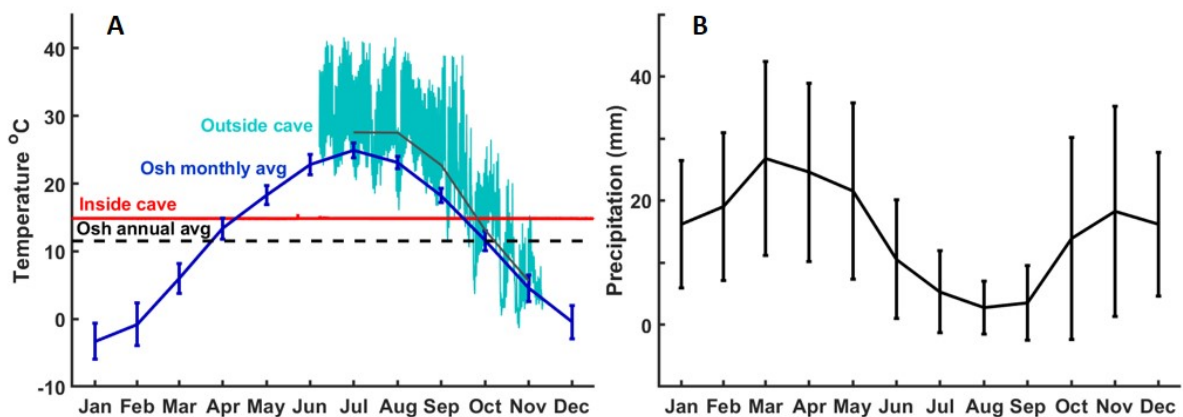 A
B
Temperature °C
40
30
20
10
0
-10
Outside cave
Osh monthly avg
Inside cave
Osh annual avg
Jan Feb Mar Apr May Jun Jul Aug Sep Oct Nov Dec
Precipitation (mm)
40
20
0
Jan Feb Mar Apr May Jun Jul Aug Sep Oct Nov Dec